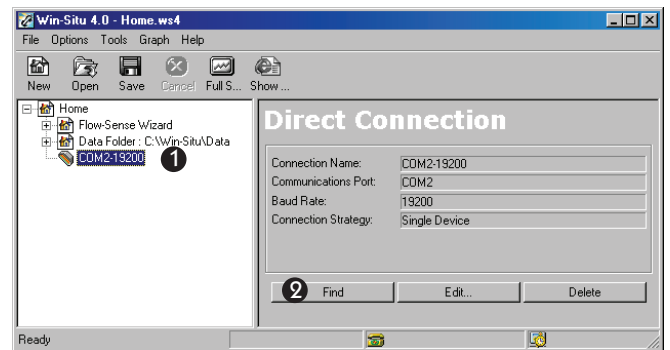 Win-Situ 4.0 - Home.ws4
File Options Tools Graph Help
New Open Save Cancel Full S... Show ...
Home
Flow-Sense Wizard
Data Folder : C:\Win-Situ\Data
COM2-19200 1
Direct Connection
Connection Name: COM2-19200
Communications Port: COM2
Baud Rate: 19200
Connection Strategy: Single Device
2 Find Edit... Delete
Ready